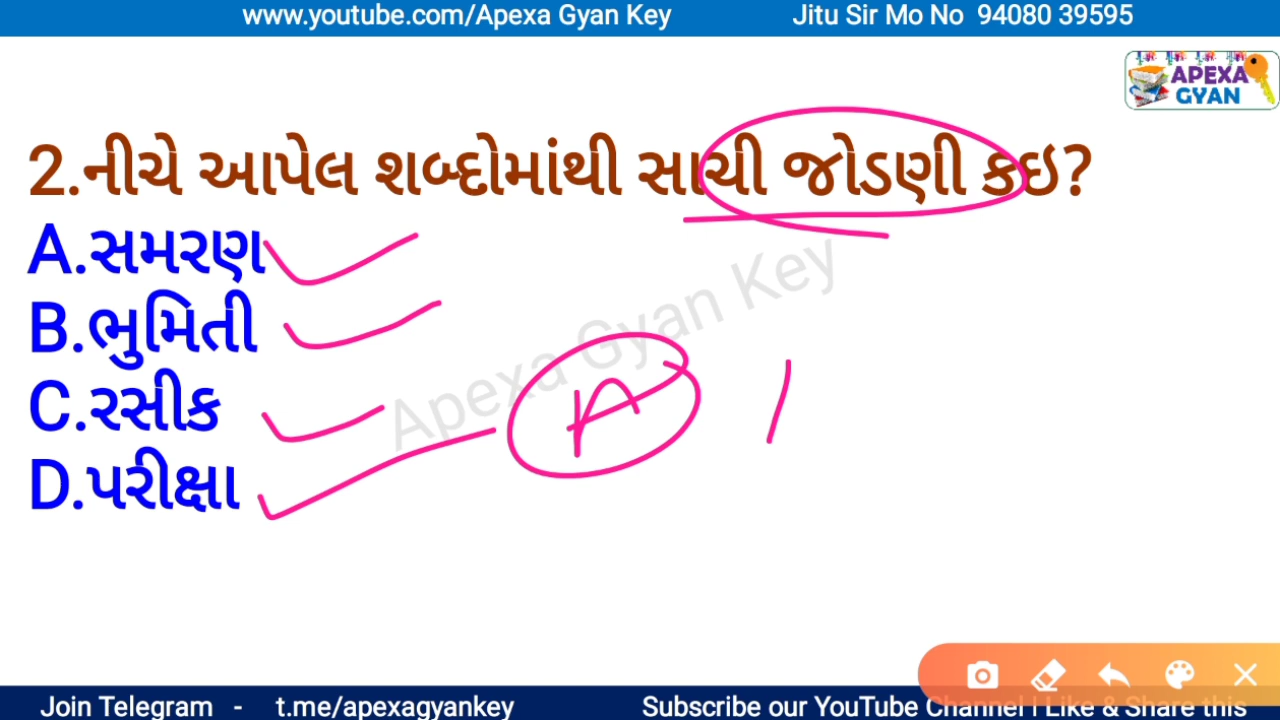 www.youtube.com/Apexa Gyan Key Jitu Sir Mo No 94080 39595
APEXA
GYAN
2.નીચે આપેલ શબ્દોમાંથી સાચી જોડણી કઇ?
A.સમરણ
B.ભુમિતી
C.રસીક
D.પરીક્ષા
Apexa Gyan Key
A
Join Telegram - t.me/apexagyankey Subscribe our YouTube Channel | Like & Share this